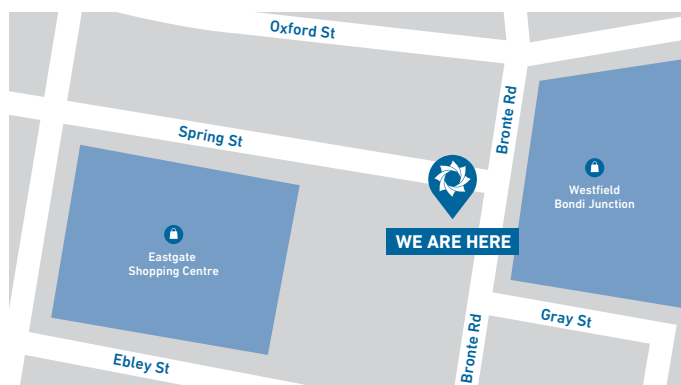 Oxford St
Bronte Rd
Spring St
Westfield
Bondi Junction
WE ARE HERE
Eastgate
Shopping Centre
Gray St
Bronte Rd
Ebley St